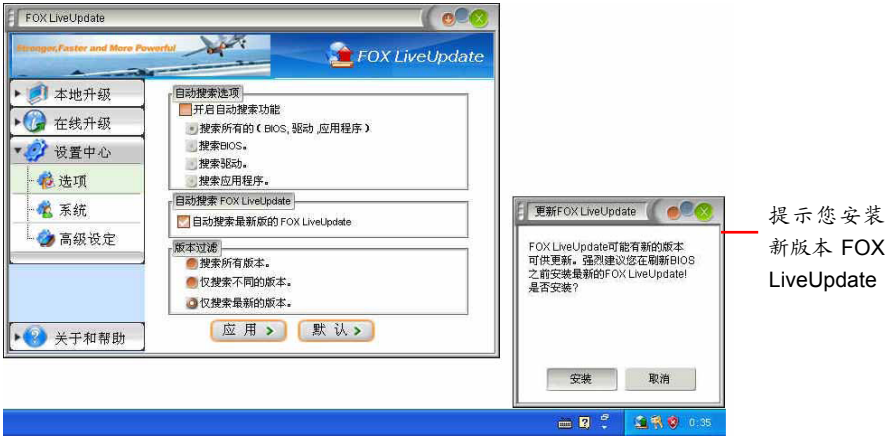 FOX LiveUpdate
Stronger,Faster and More Powerful
FOX LiveUpdate
本地升级
在线升级
设置中心
选项
系统
高级设定
关于和帮助
自动搜索选项
开启自动搜索功能
搜索所有的（BIOS, 驱动 ,应用程序）
搜索BIOS。
搜索驱动。
搜索应用程序。
自动搜索 FOX LiveUpdate
自动搜索最新版的 FOX LiveUpdate
版本过滤
搜索所有版本。
仅搜索不同的版本。
仅搜索最新的版本。
应 用
默 认
更新FOX LiveUpdate
FOX LiveUpdate可能有新的版本
可供更新。强烈建议您在刷新BIOS
之前安装最新的FOX LiveUpdate!
是否安装?
安装
取消
提示您安装
新版本 FOX
LiveUpdate
0:35